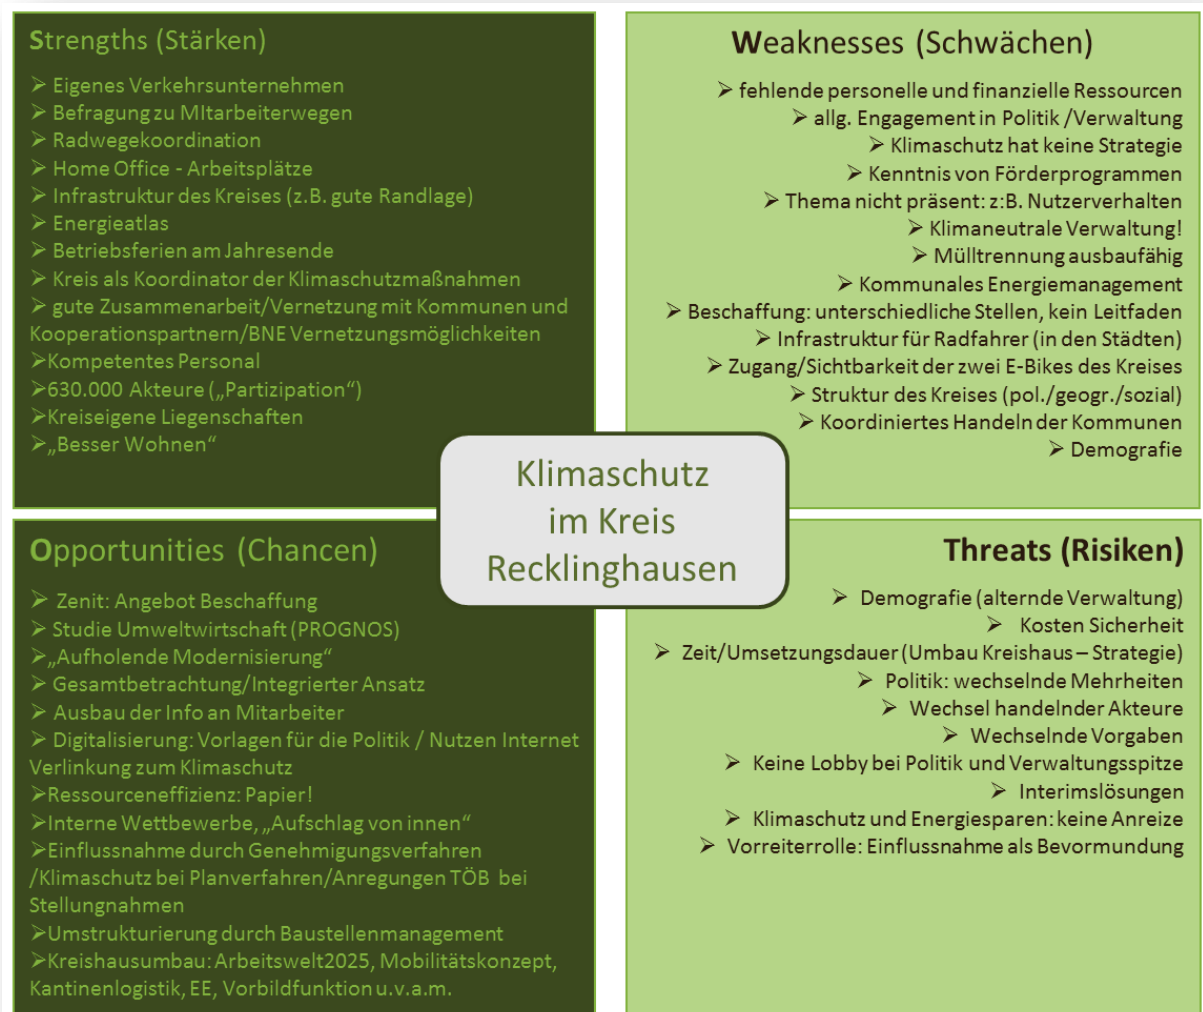 Strengths (Stärken)
➢ Eigenes Verkehrsunternehmen
➢ Befragung zu MItarbeiterwegen
➢ Radwegekoordination
➢ Home Office - Arbeitsplätze
➢ Infrastruktur des Kreises (z.B. gute Randlage)
➢ Energieatlas
➢ Betriebsferien am Jahresende
➢ Kreis als Koordinator der Klimaschutzmaßnahmen
➢ gute Zusammenarbeit/Vernetzung mit Kommunen und
Kooperationspartnern/BNE Vernetzungsmöglichkeiten
➢Kompetentes Personal
➢630.000 Akteure („Partizipation“)
➢Kreiseigene Liegenschaften
➢„Besser Wohnen“
Weaknesses (Schwächen)
➢ fehlende personelle und finanzielle Ressourcen
➢ allg. Engagement in Politik /Verwaltung
➢ Klimaschutz hat keine Strategie
➢ Kenntnis von Förderprogrammen
➢ Thema nicht präsent: z:B. Nutzerverhalten
➢ Klimaneutrale Verwaltung!
➢ Mülltrennung ausbaufähig
➢ Kommunales Energiemanagement
➢ Beschaffung: unterschiedliche Stellen, kein Leitfaden
➢ Infrastruktur für Radfahrer (in den Städten)
➢ Zugang/Sichtbarkeit der zwei E-Bikes des Kreises
➢ Struktur des Kreises (pol./geogr./sozial)
➢ Koordiniertes Handeln der Kommunen
➢ Demografie
Klimaschutz
im Kreis
Recklinghausen
Opportunities (Chancen)
➢ Zenit: Angebot Beschaffung
➢ Studie Umweltwirtschaft (PROGNOS)
➢„Aufholende Modernisierung“
➢ Gesamtbetrachtung/Integrierter Ansatz
➢ Ausbau der Info an Mitarbeiter
➢ Digitalisierung: Vorlagen für die Politik / Nutzen Internet
Verlinkung zum Klimaschutz
➢Ressourceneffizienz: Papier!
➢Interne Wettbewerbe, „Aufschlag von innen“
➢Einflussnahme durch Genehmigungsverfahren
/Klimaschutz bei Planverfahren/Anregungen TÖB bei
Stellungnahmen
➢Umstrukturierung durch Baustellenmanagement
➢Kreishausumbau: Arbeitswelt2025, Mobilitätskonzept,
Kantinenlogistik, EE, Vorbildfunktion u.v.a.m.
Threats (Risiken)
➢ Demografie (alternde Verwaltung)
➢ Kosten Sicherheit
➢ Zeit/Umsetzungsdauer (Umbau Kreishaus – Strategie)
➢ Politik: wechselnde Mehrheiten
➢ Wechsel handelnder Akteure
➢ Wechselnde Vorgaben
➢ Keine Lobby bei Politik und Verwaltungsspitze
➢ Interimslösungen
➢ Klimaschutz und Energiesparen: keine Anreize
➢ Vorreiterrolle: Einflussnahme als Bevormundung